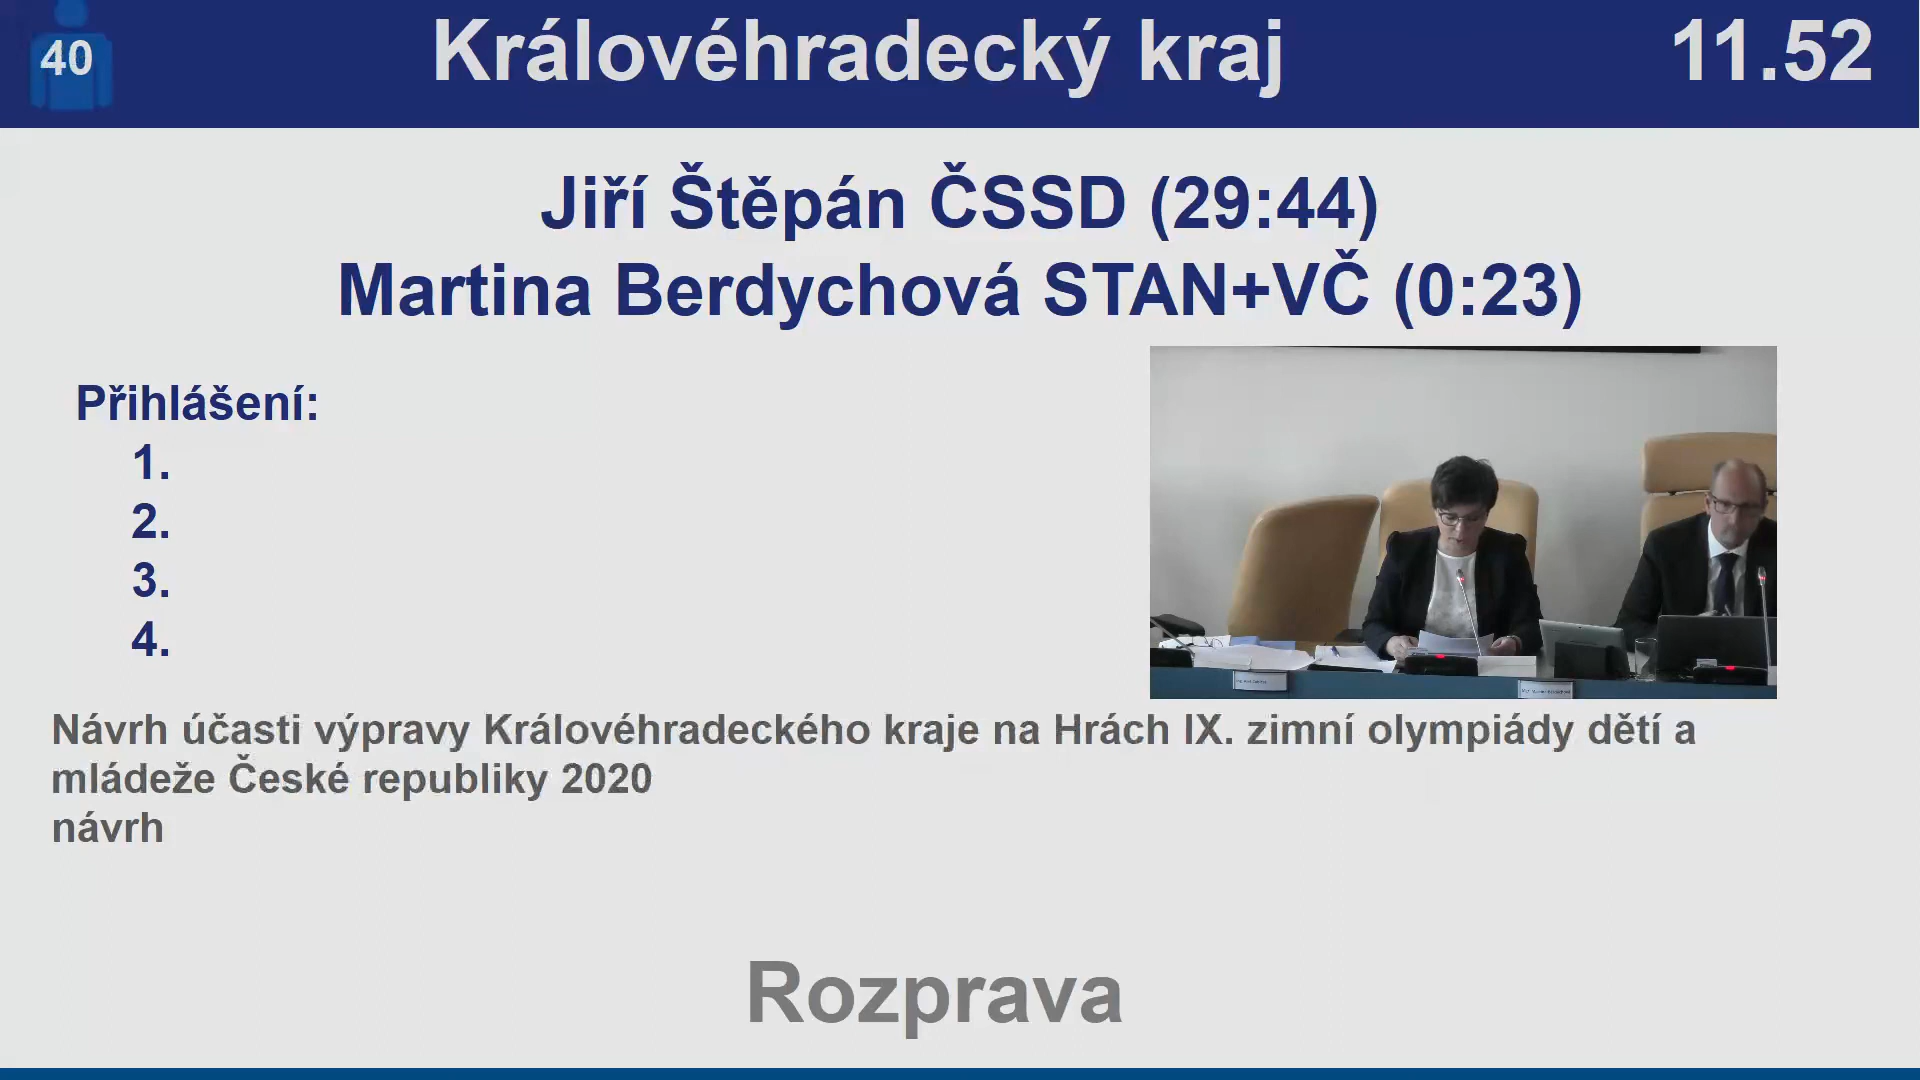 40
Královéhradecký kraj
11.52
Jiří Štěpán ČSSD (29:44)
Martina Berdychová STAN+VČ (0:23)
Přihlášení:
1.
2.
3.
4.
Návrh účasti výpravy Královéhradeckého kraje na Hrách IX. zimní olympiády dětí a
mládeže České republiky 2020
návrh
Rozprava